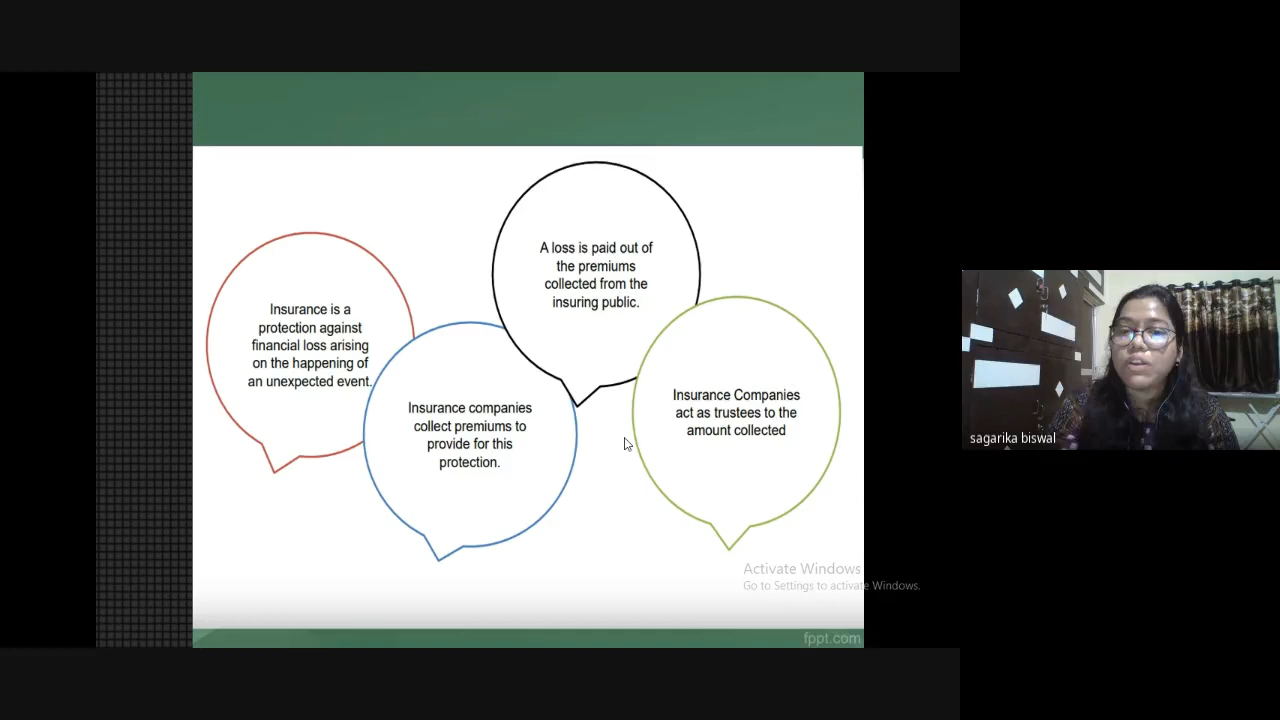 Insurance is a
protection against
financial loss arising
on the happening of
an unexpected event.
Insurance companies
collect premiums to
provide for this
protection.
A loss is paid out of
the premiums
collected from the
insuring public.
Insurance Companies
act as trustees to the
amount collected
Activate Windows
Go to Settings to activate Windows.
fppt.com
sagarika biswal